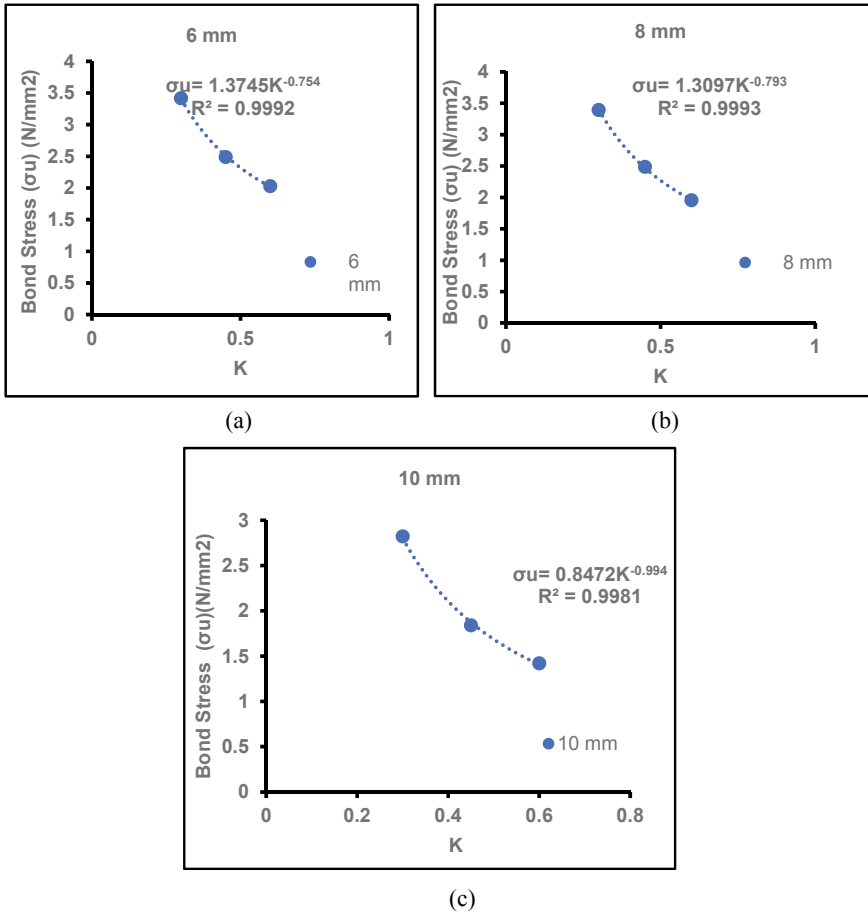 6 mm
σu= 1.3745K-0.754
R² = 0.9992
Bond Stress (σu) (N/mm2)
4
3.5
3
2.5
2
1.5
1
0.5
0
0
0.5
1
K
6
mm
(a)
8 mm
σu= 1.3097K-0.793
R² = 0.9993
Bond Stress (σu) (N/mm2)
4
3.5
3
2.5
2
1.5
1
0.5
0
0
0.5
1
K
8 mm
(b)
10 mm
σu= 0.8472K-0.994
R² = 0.9981
Bond Stress  (σu)(N/mm2)
3
2.5
2
1.5
1
0.5
0
0
0.2
0.4
0.6
0.8
K
10 mm
(c)